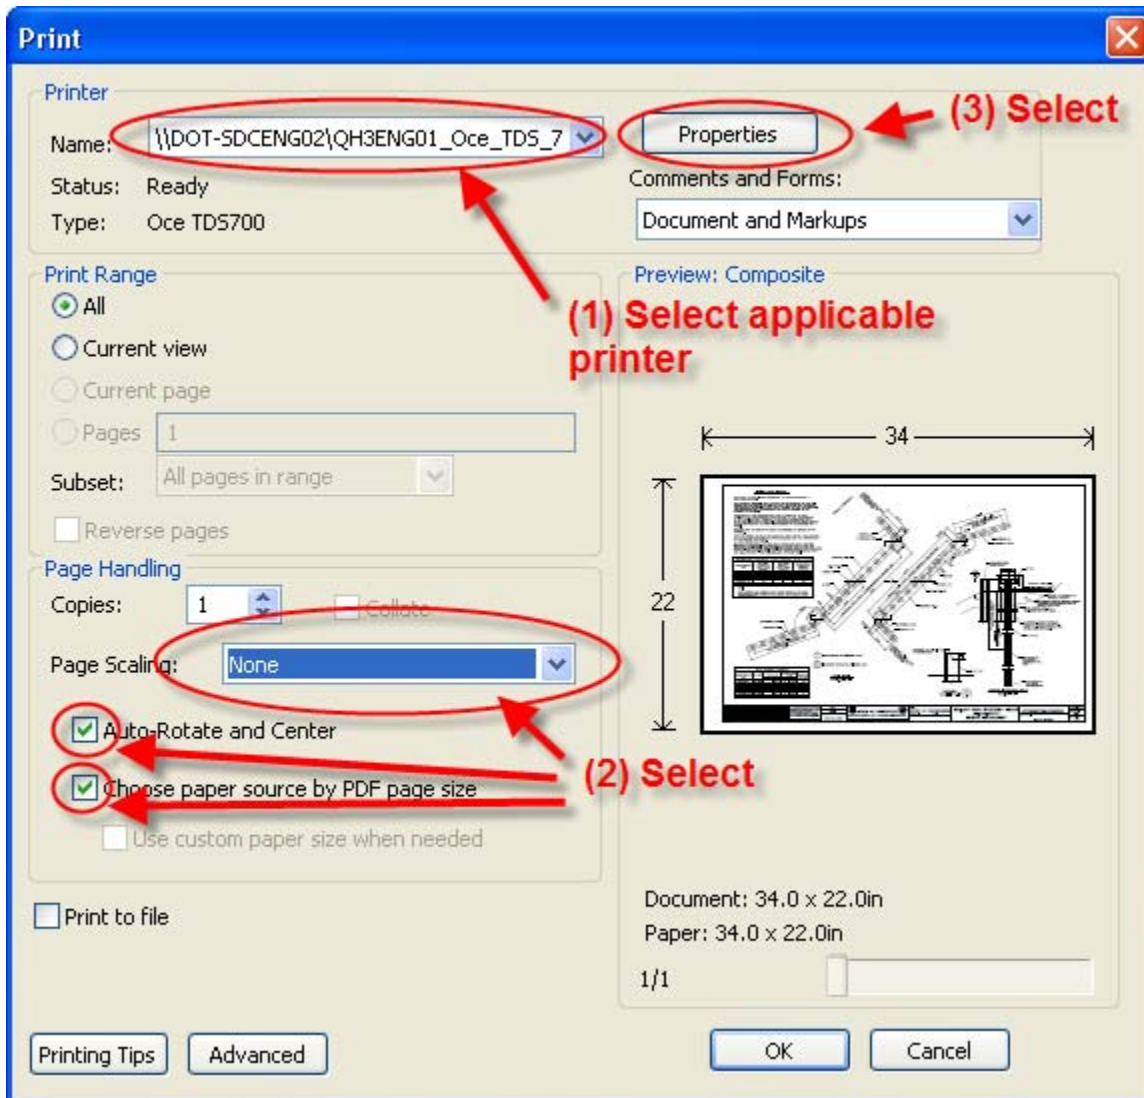 Print
Printer
Name: \\DOT-SDCENG02\QH3ENG01_Oce_TDS_7
Properties
(3) Select
Status: Ready
Comments and Forms:
Type: Oce TDS700
Document and Markups
Print Range
All
Current view
Current page
Pages 1
Subset: All pages in range
Reverse pages
Preview: Composite
(1) Select applicable
printer
34
22
Page Handling
Copies: 1
Collate
Page Scaling: None
Auto-Rotate and Center
Choose paper source by PDF page size
(2) Select
Use custom paper size when needed
Print to file
Document: 34.0 x 22.0in
Paper: 34.0 x 22.0in
1/1
Printing Tips
Advanced
OK
Cancel